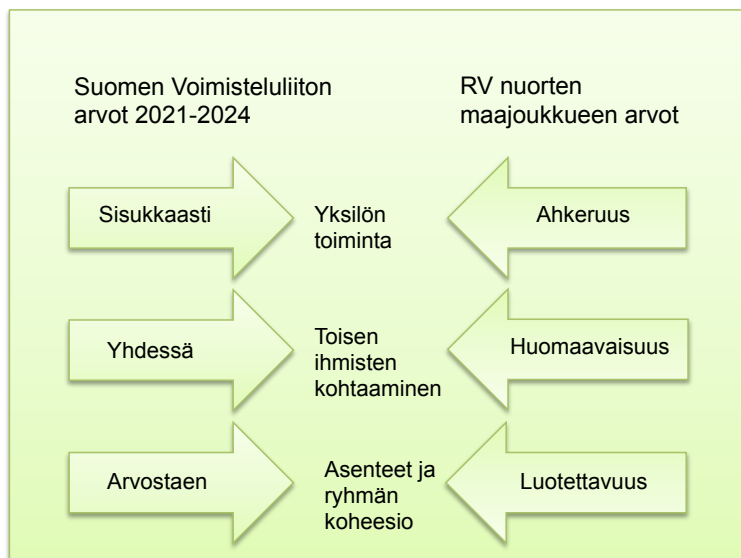 Suomen Voimisteluliiton
arvot 2021-2024
RV nuorten
maajoukkueen arvot
Sisukkaasti
Yksilön
toiminta
Ahkeruus
Yhdessä
Toisen
ihmisten
kohtaaminen
Huomaavaisuus
Arvostaen
Asenteet ja
ryhmän
koheesio
Luotettavuus